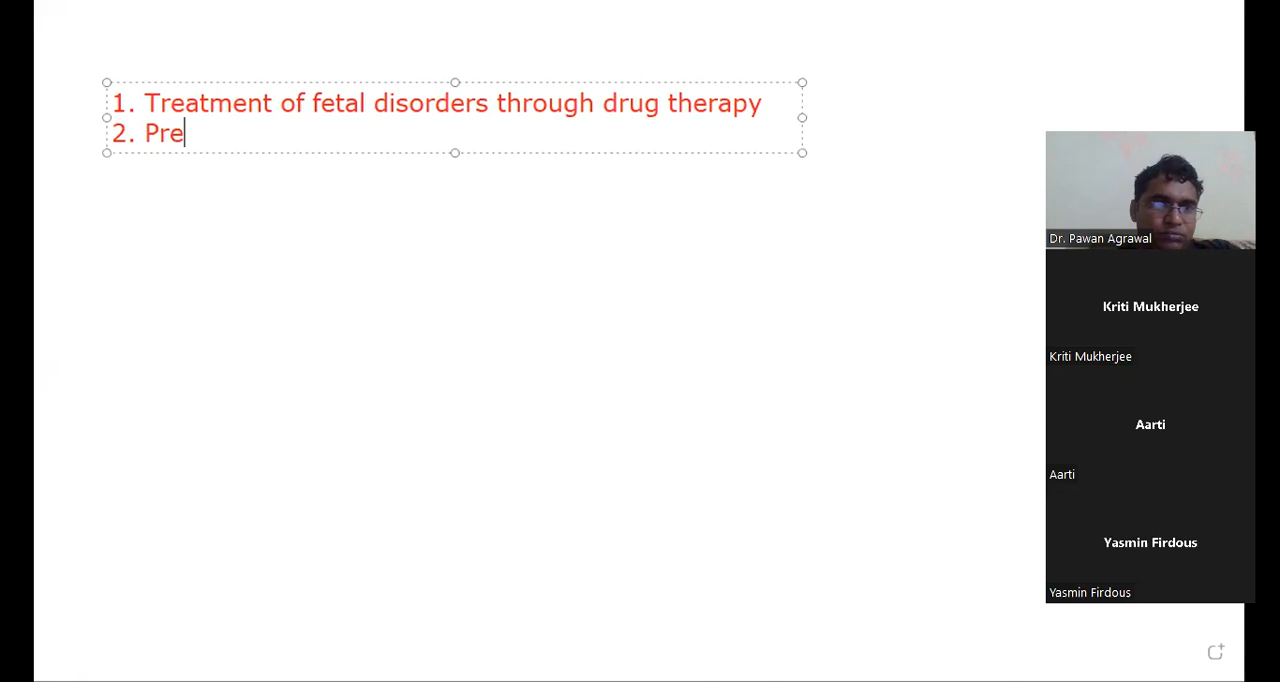 1. Treatment of fetal disorders through drug therapy
2. Pre
Dr. Pawan Agrawal
Kriti Mukherjee
Kriti Mukherjee
Aarti
Aarti
Yasmin Firdous
Yasmin Firdous